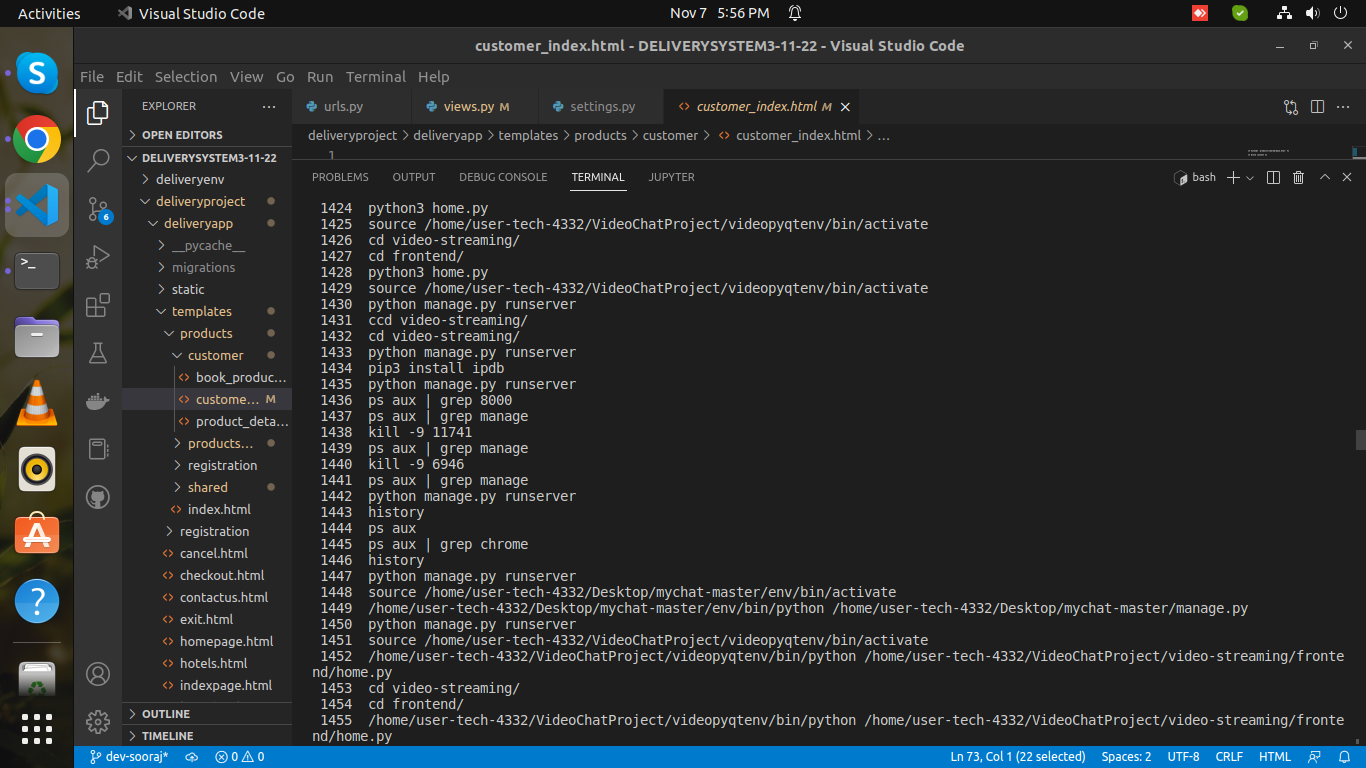 Activities
Visual Studio Code
Nov 7 5:56 PM
customer_index.html - DELIVERYSYSTEM3-11-22 - Visual Studio Code
File Edit Selection View Go Run Terminal Help
EXPLORER
OPEN EDITORS
DELIVERYSYSTEM3-11-22
deliveryenv
deliveryproject
deliveryapp
__pycache__
migrations
static
templates
products
customer
book_produc...
custome... M
product_deta...
products...
registration
shared
index.html
registration
cancel.html
checkout.html
contactus.html
exit.html
homepage.html
hotels.html
indexpage.html
OUTLINE
TIMELINE
6
urls.py
views.py M
settings.py
customer_index.html M
deliveryproject > deliveryapp > templates > products > customer > customer_index.html > ...
1
PROBLEMS OUTPUT DEBUG CONSOLE TERMINAL JUPYTER
bash
1424 python3 home.py
1425 source /home/user-tech-4332/VideoChatProject/videopyqtenv/bin/activate
1426 cd video-streaming/
1427 cd frontend/
1428 python3 home.py
1429 source /home/user-tech-4332/VideoChatProject/videopyqtenv/bin/activate
1430 python manage.py runserver
1431 ccd video-streaming/
1432 cd video-streaming/
1433 python manage.py runserver
1434 pip3 install ipdb
1435 python manage.py runserver
1436 ps aux | grep 8000
1437 ps aux | grep manage
1438 kill -9 11741
1439 ps aux | grep manage
1440 kill -9 6946
1441 ps aux | grep manage
1442 python manage.py runserver
1443 history
1444 ps aux
1445 ps aux | grep chrome
1446 history
1447 python manage.py runserver
1448 source /home/user-tech-4332/Desktop/mychat-master/env/bin/activate
1449 /home/user-tech-4332/Desktop/mychat-master/env/bin/python /home/user-tech-4332/Desktop/mychat-master/manage.py
1450 python manage.py runserver
1451 source /home/user-tech-4332/VideoChatProject/videopyqtenv/bin/activate
1452 /home/user-tech-4332/VideoChatProject/videopyqtenv/bin/python /home/user-tech-4332/VideoChatProject/video-streaming/fronte
nd/home.py
1453 cd video-streaming/
1454 cd frontend/
1455 /home/user-tech-4332/VideoChatProject/videopyqtenv/bin/python /home/user-tech-4332/VideoChatProject/video-streaming/fronte
nd/home.py
dev-sooraj*
0 0
Ln 73, Col 1 (22 selected)
Spaces: 2
UTF-8
CRLF
HTML